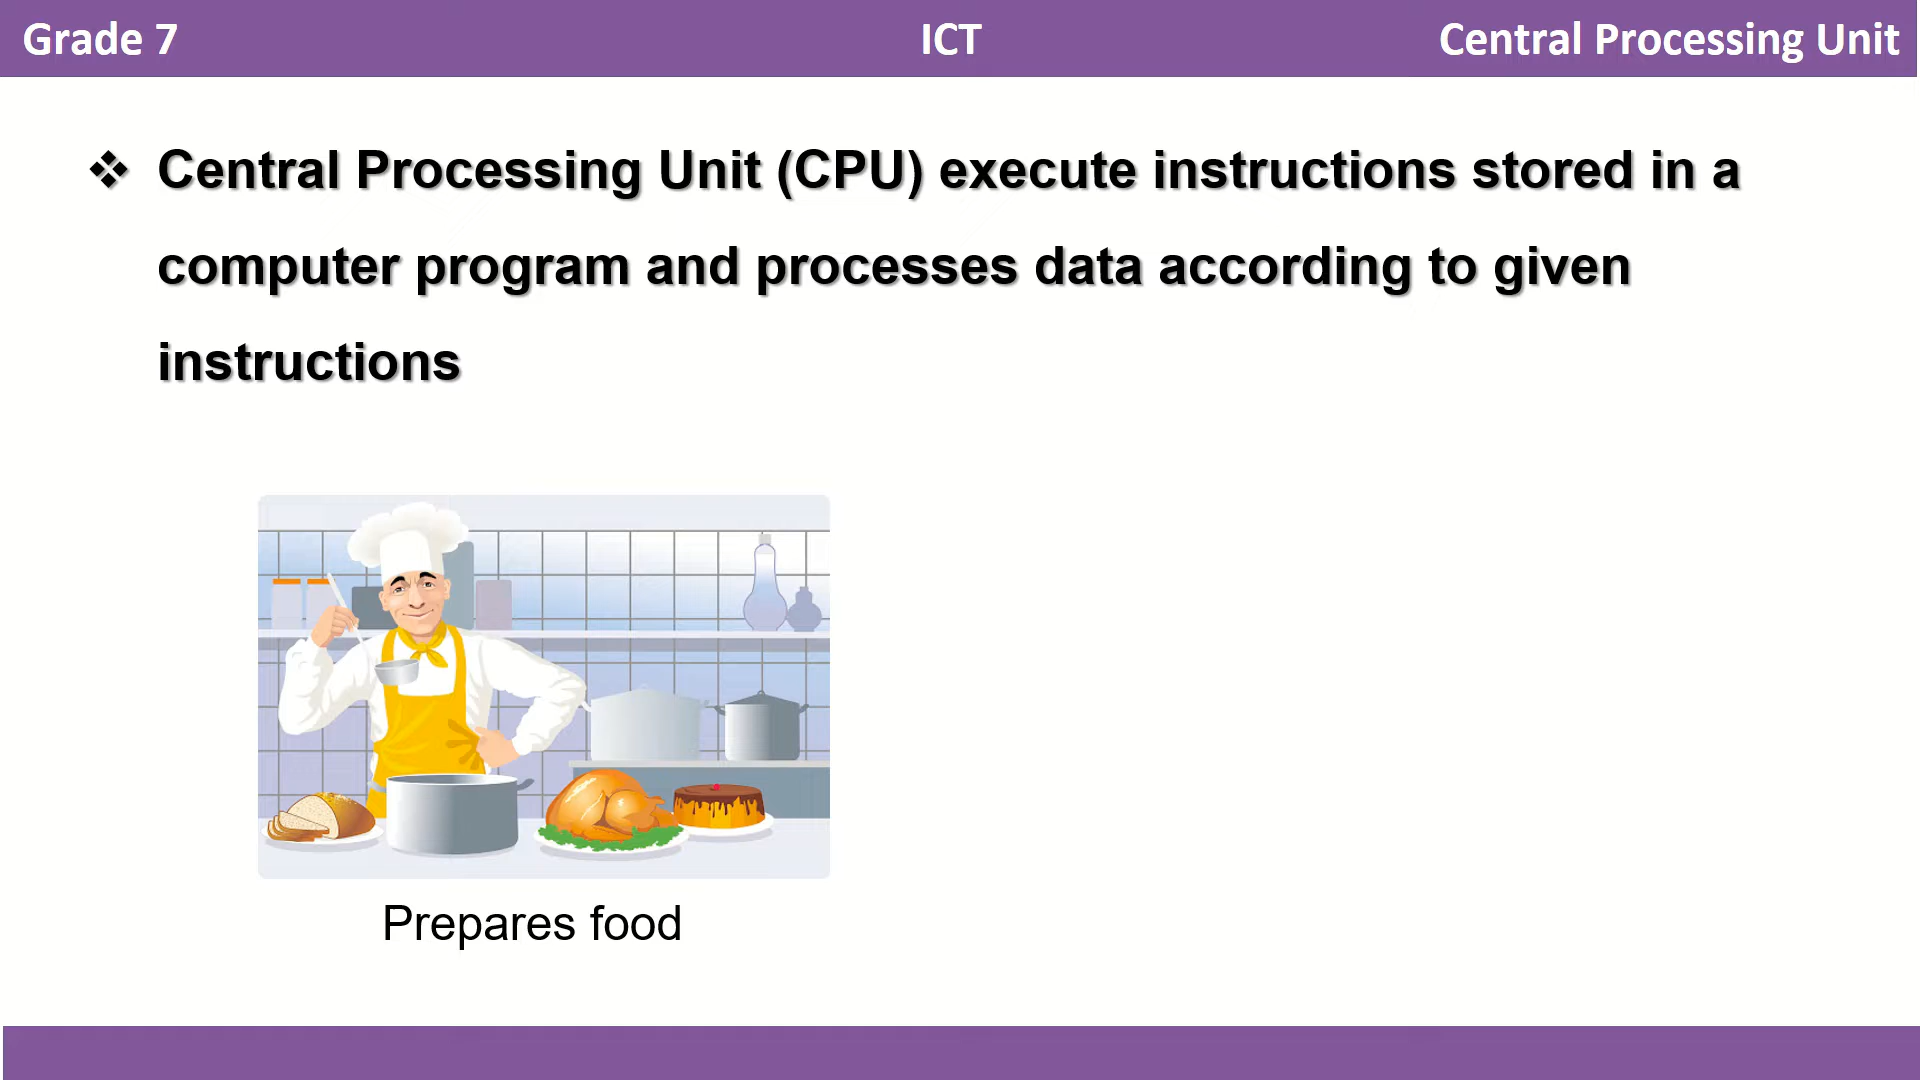 Grade 7 ICT Central Processing Unit
❖ Central Processing Unit (CPU) execute instructions stored in a
computer program and processes data according to given
instructions
Prepares food